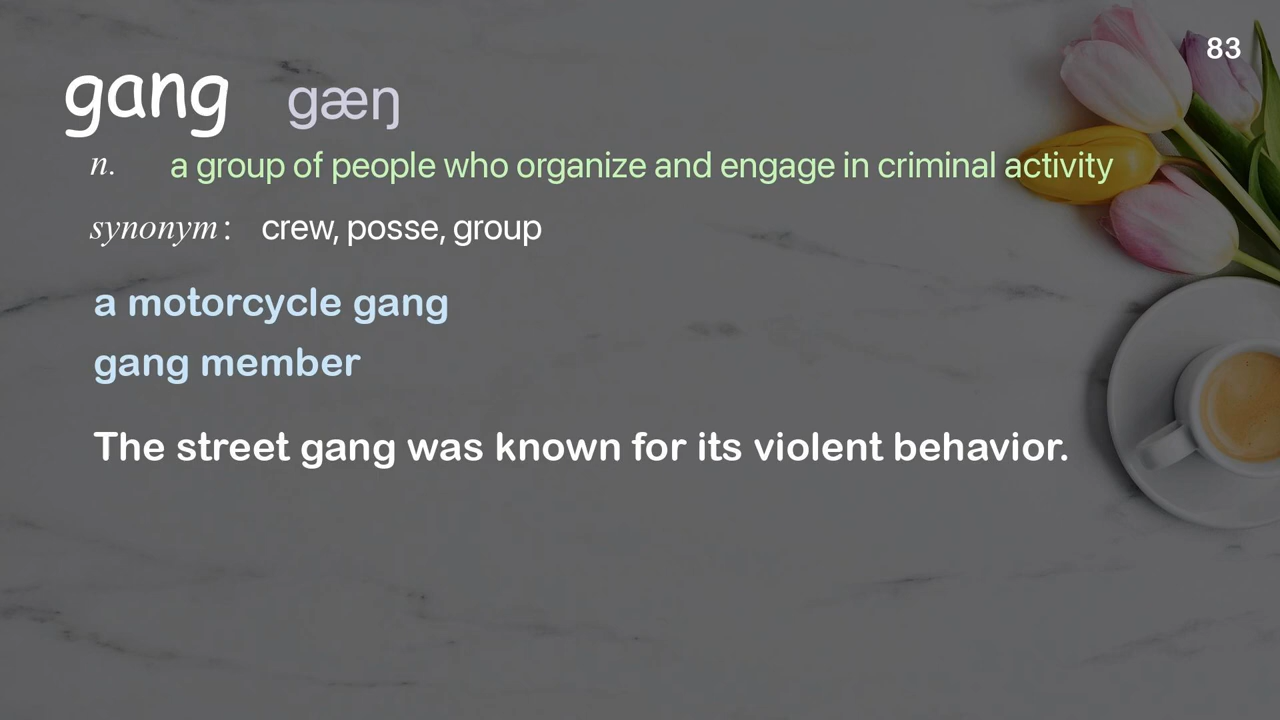 83
gang gæŋ
n. a group of people who organize and engage in criminal activity
synonym : crew, posse, group
a motorcycle gang
gang member
The street gang was known for its violent behavior.